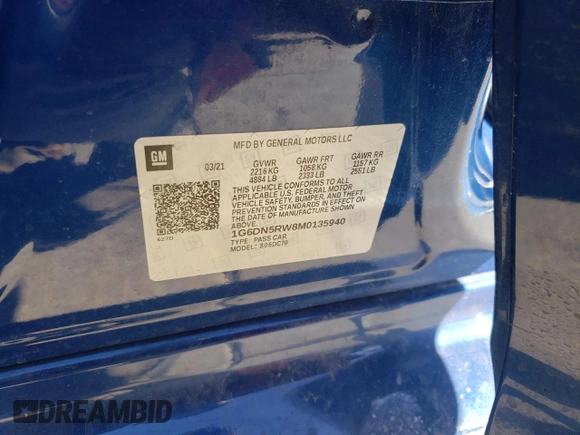 GM
MFD BY GENERAL MOTORS LLC
03/21 GVWR GAWR FRT GAWR RR
2216 KG 1058 KG 1157 KG
4884 LB 2333 LB 2551 LB
THIS VEHICLE CONFORMS TO ALL
APPLICABLE U.S. FEDERAL MOTOR
VEHICLE SAFETY, BUMPER, AND THEFT
PREVENTION STANDARDS IN EFFECT ON
THE DATE OF MANUFACTURE SHOWN ABOVE.
1G6DN5RW8M0135940
TYPE: PASS CAR
DREAMBID